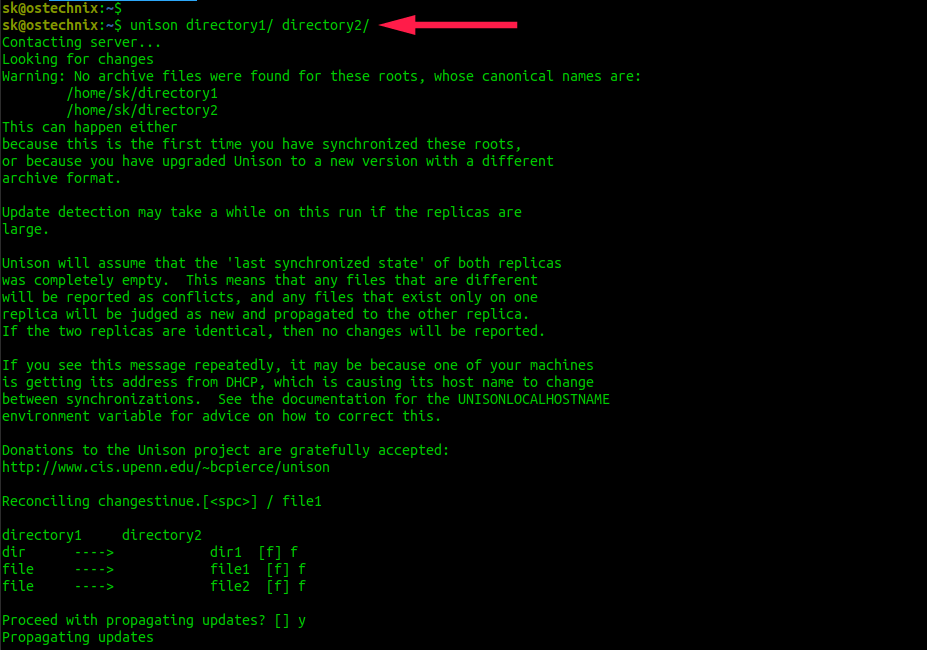 sk@ostechnix:~$
sk@ostechnix:~$ unison directory1/ directory2/
Contacting server...
Looking for changes
Warning: No archive files were found for these roots, whose canonical names are:
/home/sk/directory1
/home/sk/directory2
This can happen either
because this is the first time you have synchronized these roots,
or because you have upgraded Unison to a new version with a different
archive format.
Update detection may take a while on this run if the replicas are
large.
Unison will assume that the 'last synchronized state' of both replicas
was completely empty.  This means that any files that are different
will be reported as conflicts, and any files that exist only on one
replica will be judged as new and propagated to the other replica.
If the two replicas are identical, then no changes will be reported.
If you see this message repeatedly, it may be because one of your machines
is getting its address from DHCP, which is causing its host name to change
between synchronizations.  See the documentation for the UNISONLOCALHOSTNAME
environment variable for advice on how to correct this.
Donations to the Unison project are gratefully accepted:
http://www.cis.upenn.edu/~bcpierce/unison
Reconciling changestinue.[<spc>] / file1
directory1     directory2
dir      ---->            dir1  [f] f
file     ---->            file1  [f] f
file     ---->            file2  [f] f
Proceed with propagating updates? [] y
Propagating updates